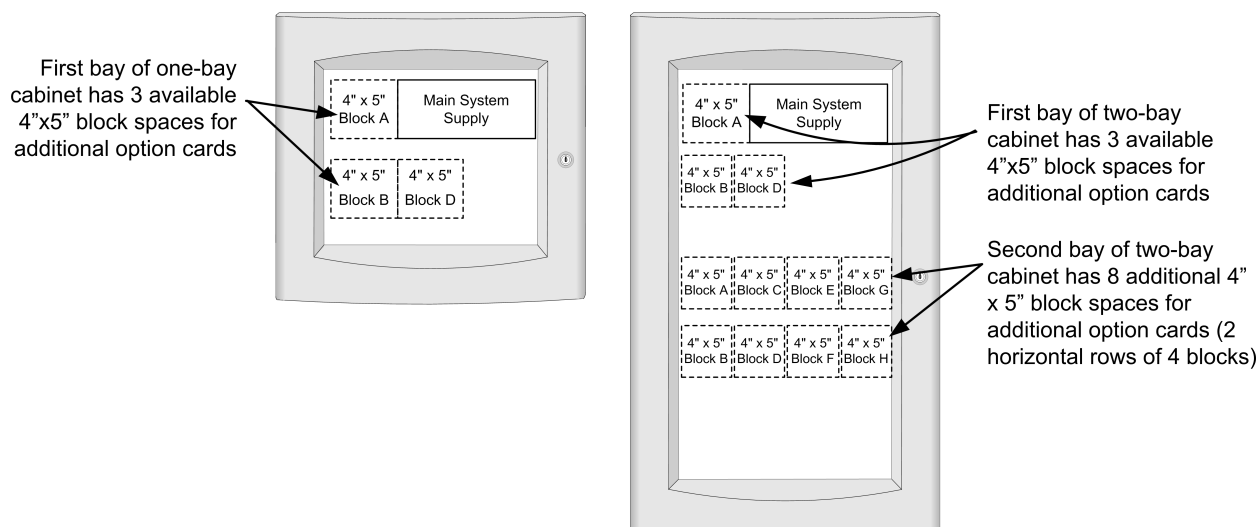 First bay of one-bay
cabinet has 3 available
4”x5” block spaces for
additional option cards
4" x 5"
Block A
Main System
Supply
4" x 5"
Block B
4" x 5"
Block D
4" x 5"
Block A
Main System
Supply
4" x 5"
Block B
4" x 5"
Block D
4" x 5"
Block A
4" x 5"
Block C
4" x 5"
Block E
4" x 5"
Block G
4" x 5"
Block B
4" x 5"
Block D
4" x 5"
Block F
4" x 5"
Block H
First bay of two-bay
cabinet has 3 available
4”x5” block spaces for
additional option cards
Second bay of two-bay
cabinet has 8 additional 4”
x 5” block spaces for
additional option cards (2
horizontal rows of 4 blocks)